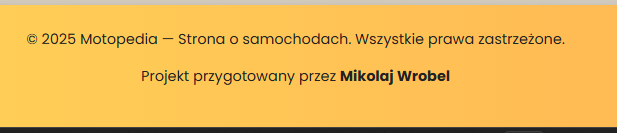 © 2025 Motopedia — Strona o samochodach. Wszystkie prawa zastrzeżone.
Projekt przygotowany przez Mikolaj Wrobel